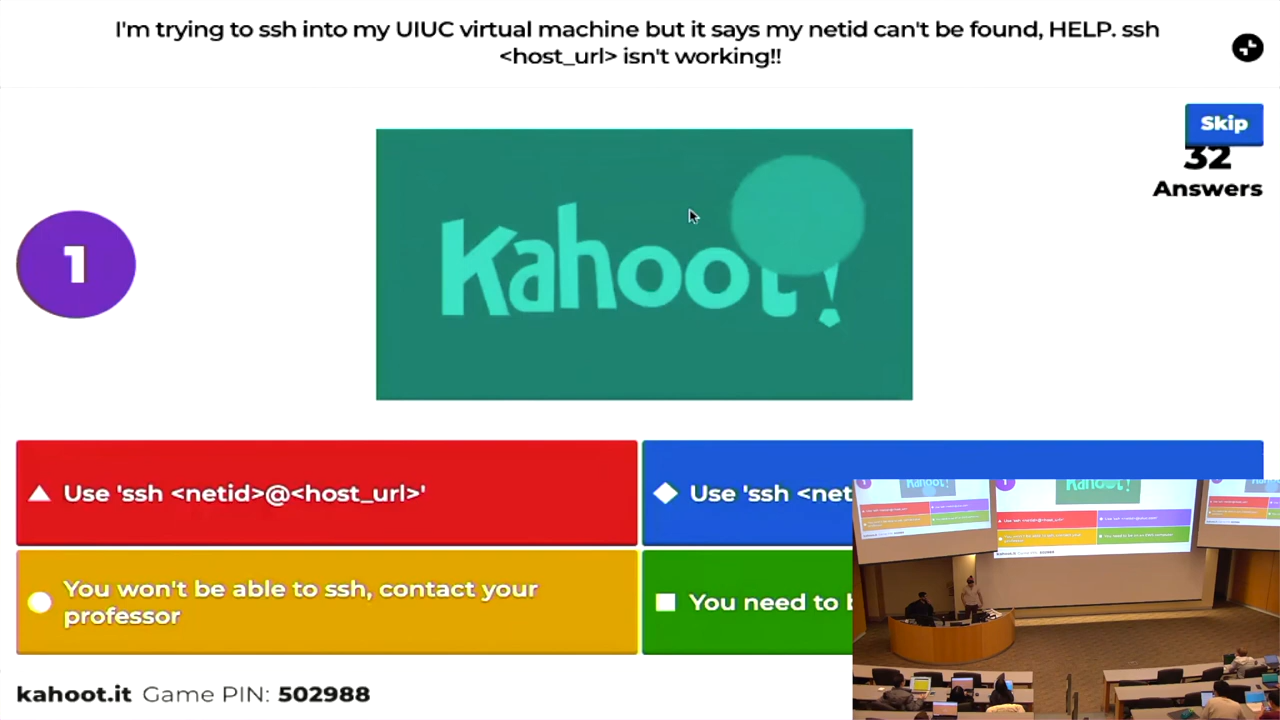 I'm trying to ssh into my UIUC virtual machine but it says my netid can't be found, HELP. ssh
<host_url> isn't working!!
Skip
32
Answers
1
Kahoot!
Use 'ssh <netid>@<host_url>'
Use 'ssh <net
You won't be able to ssh, contact your
professor
You need to b
kahoot.it Game PIN: 502988